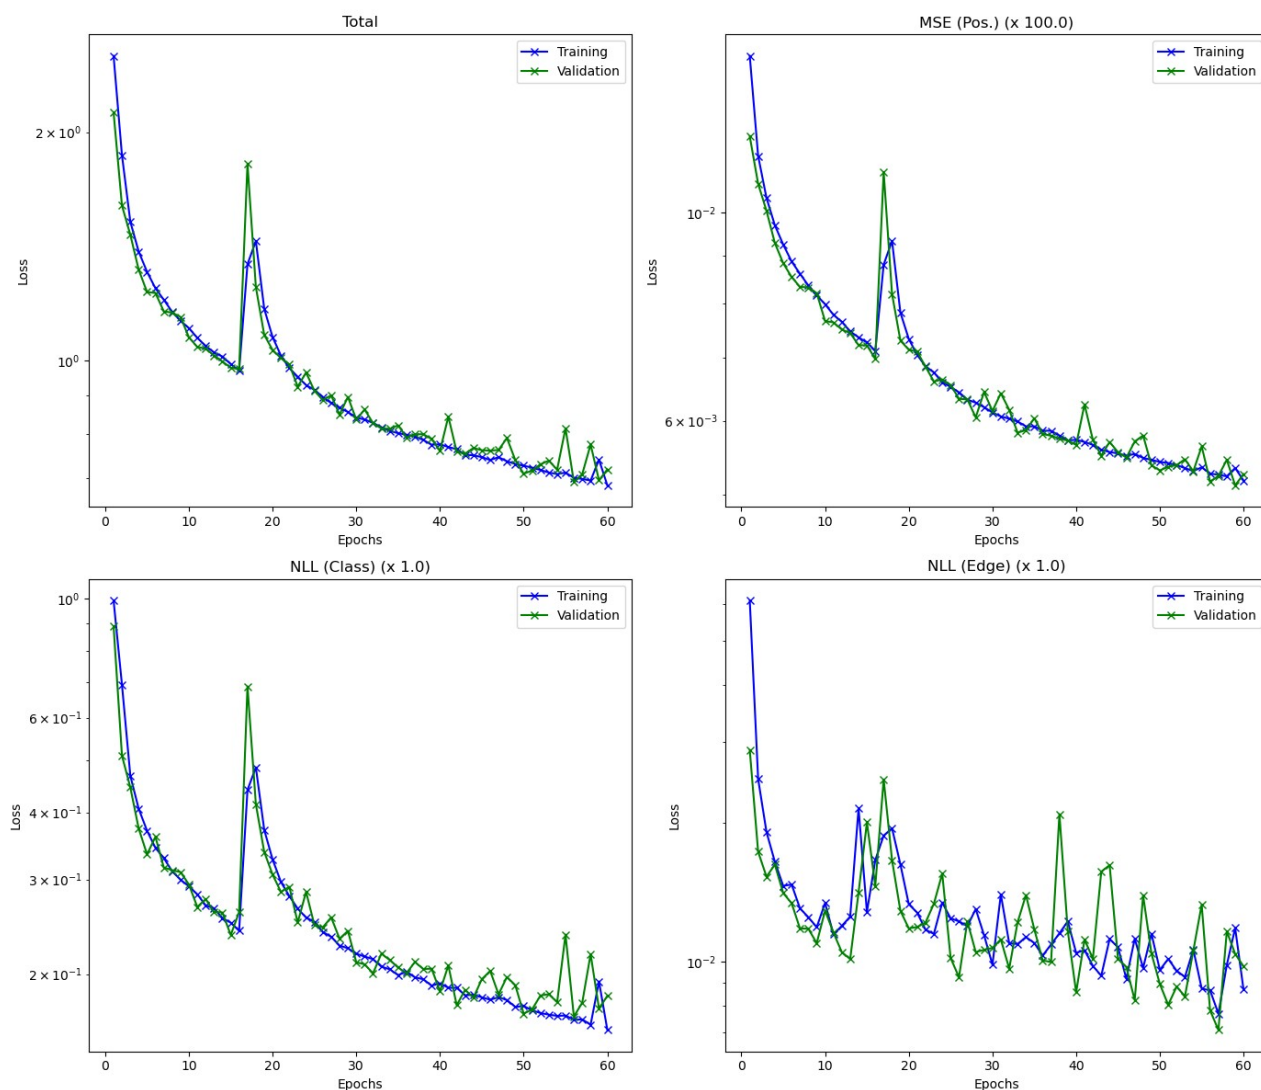 Total
Training
Validation
2 × 10⁰
10⁰
Loss
0 10 20 30 40 50 60
Epochs
MSE (Pos.) (x 100.0)
Training
Validation
10⁻²
6 × 10⁻³
Loss
0 10 20 30 40 50 60
Epochs
NLL (Class) (x 1.0)
Training
Validation
10⁰
6 × 10⁻¹
4 × 10⁻¹
3 × 10⁻¹
2 × 10⁻¹
Loss
0 10 20 30 40 50 60
Epochs
NLL (Edge) (x 1.0)
Training
Validation
10⁻²
Loss
0 10 20 30 40 50 60
Epochs